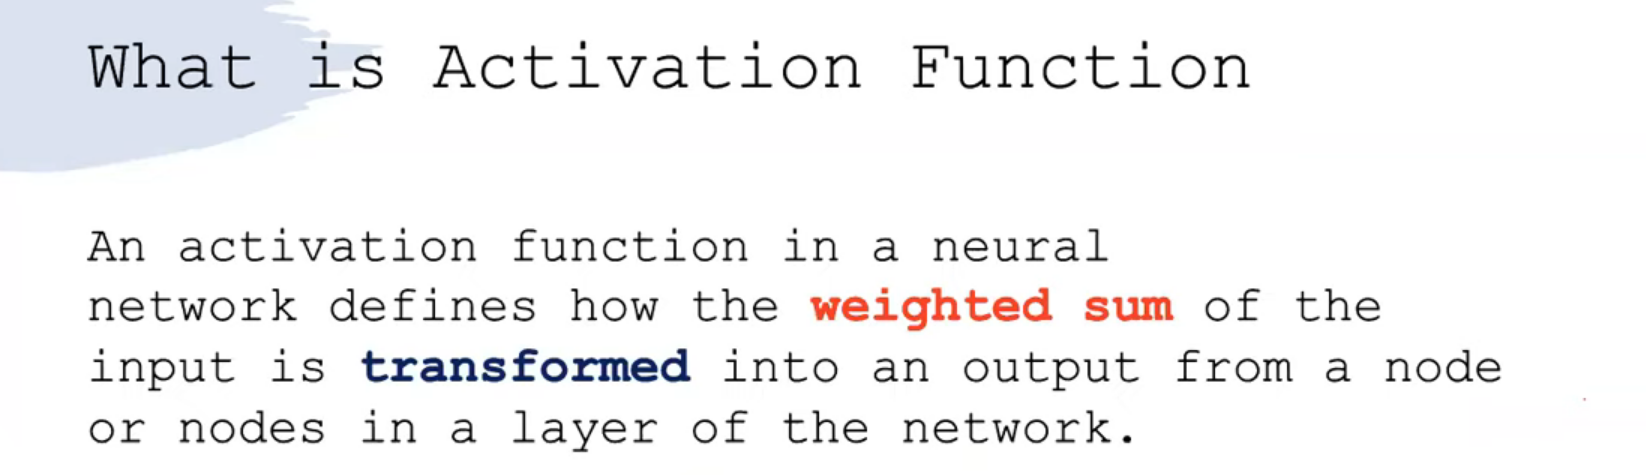 What is Activation Function
An activation function in a neural
network defines how the weighted sum of the
input is transformed into an output from a node
or nodes in a layer of the network.